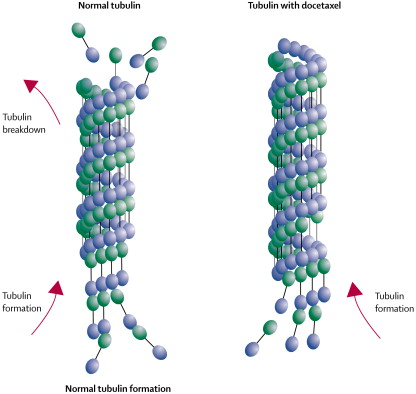 Normal tubulin
Tubulin with docetaxel
Tubulin
breakdown
Tubulin
formation
Tubulin
formation
Normal tubulin formation